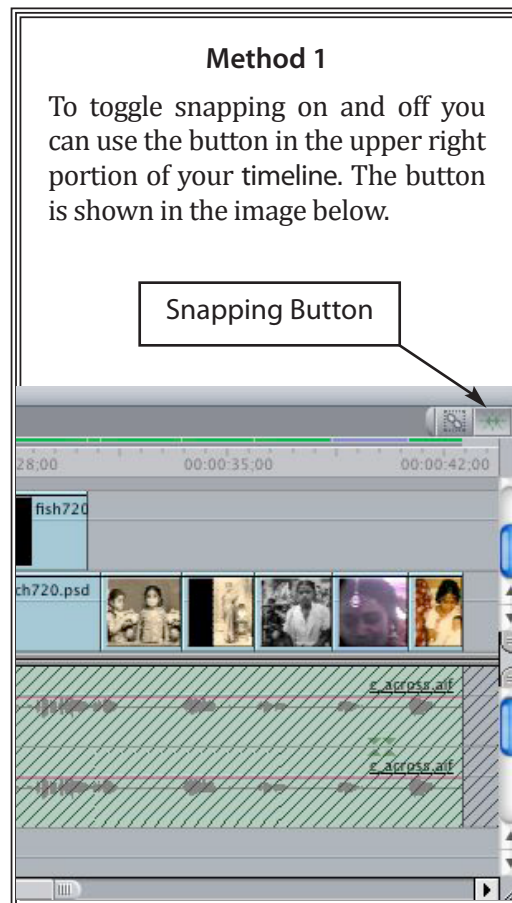 Method 1
To toggle snapping on and off you
can use the button in the upper right
portion of your timeline. The button
is shown in the image below.
Snapping Button
28;00 00:00:35;00 00:00:42;00
fish720
ch720.psd
c_across.aif
c_across.aif